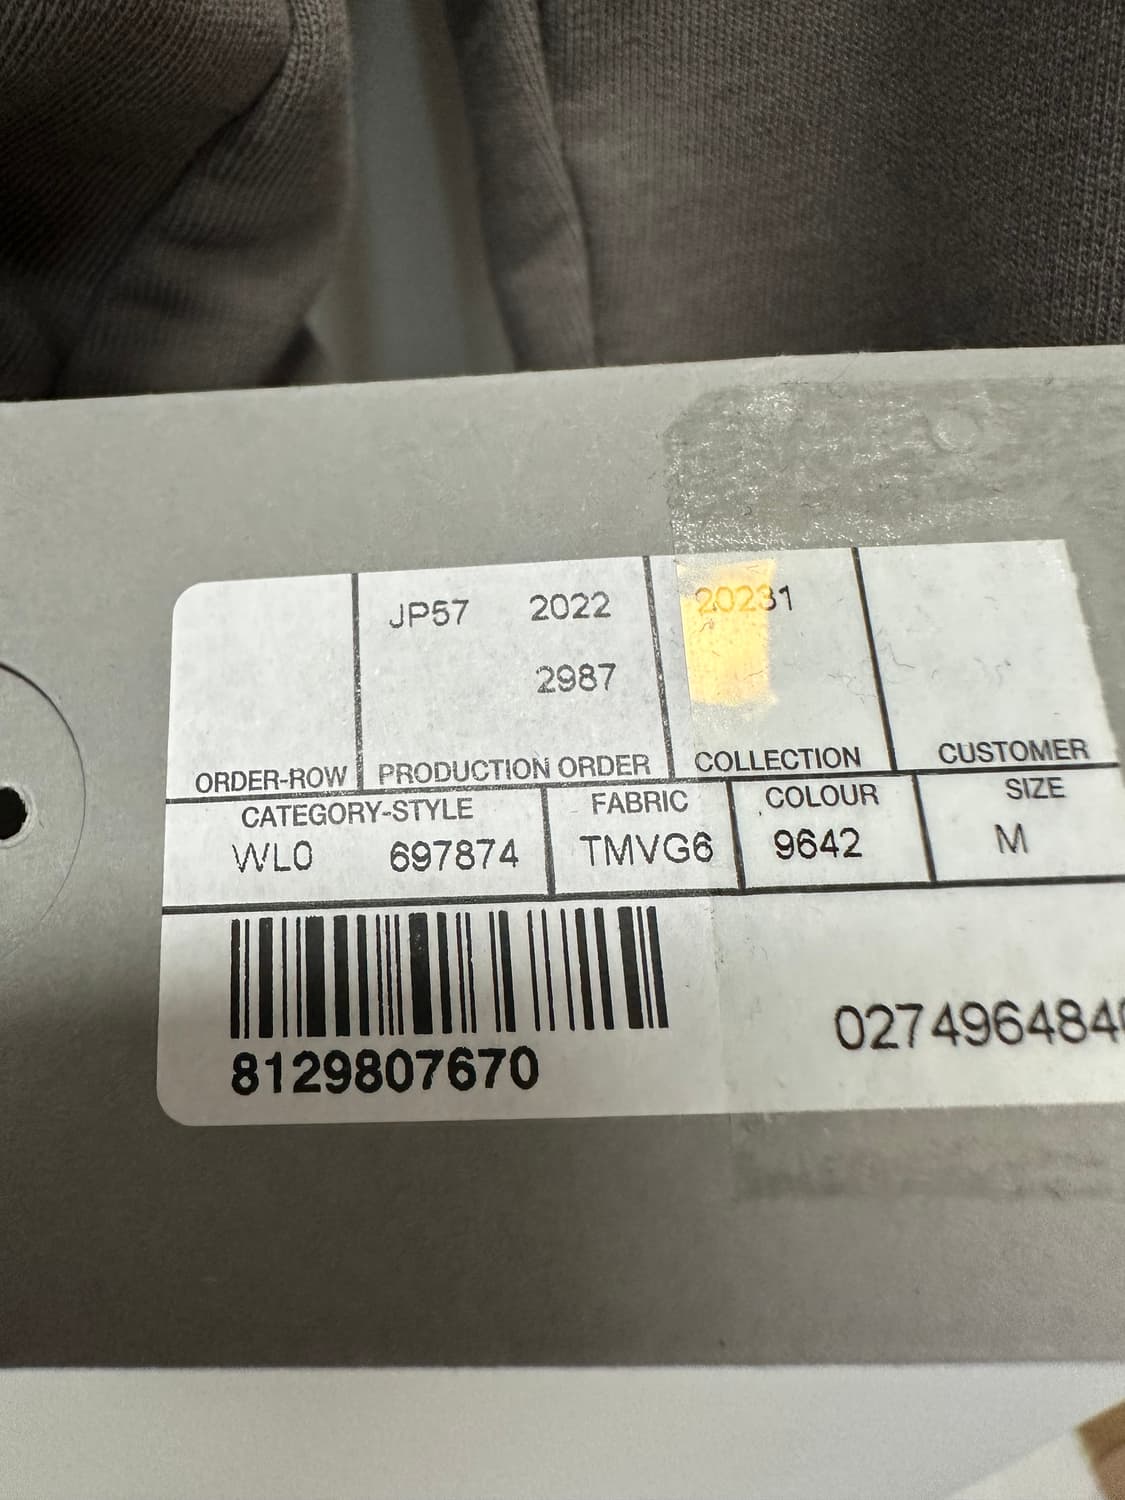 JP57 2022 20231
2987
ORDER-ROW PRODUCTION ORDER COLLECTION CUSTOMER
CATEGORY-STYLE FABRIC COLOUR SIZE
WL0 697874 TMVG6 9642 M
8129807670 0274964840